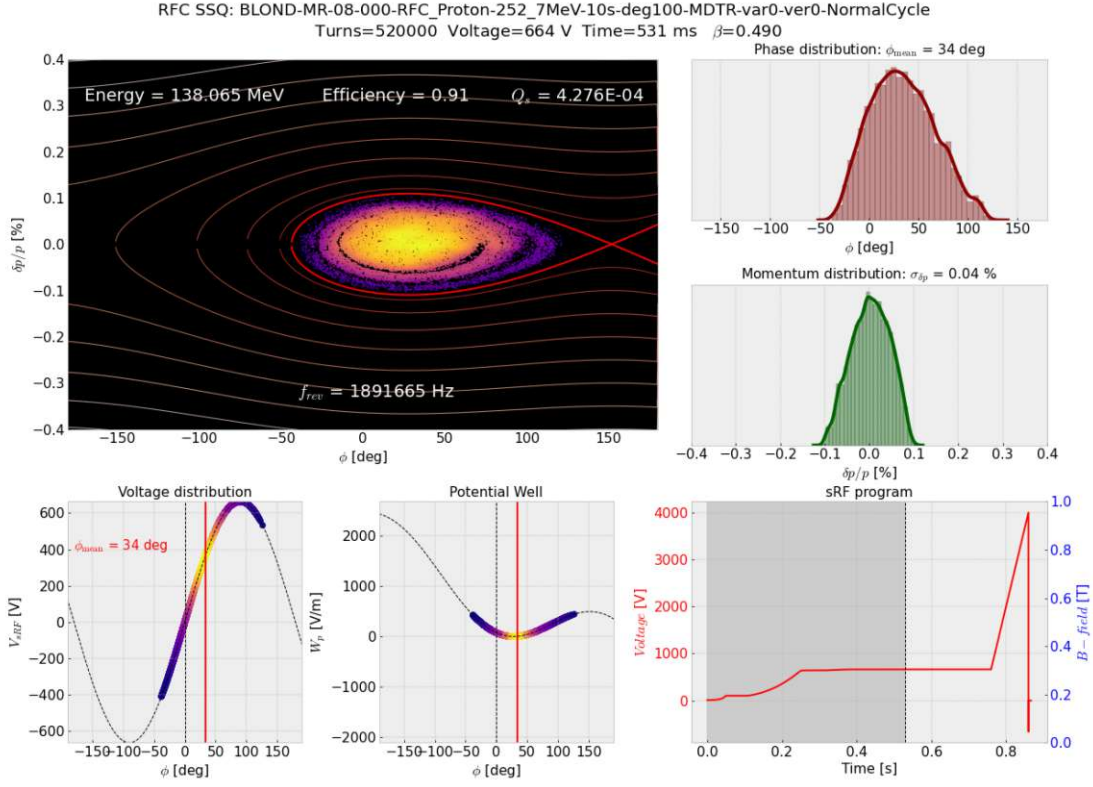 RFC SSQ: BLOND-MR-08-000-RFC_Proton-252_7MeV-10s-deg100-MDTR-var0-ver0-NormalCycle
Turns=520000 Voltage=664 V Time=531 ms β=0.490
Energy = 138.065 MeV Efficiency = 0.91 Qs = 4.276E-04
frev = 1891665 Hz
0.4
0.3
0.2
0.1
0.0
−0.1
−0.2
−0.3
−0.4
δp/p [%]
−150 −100 −50 0 50 100 150
ϕ [deg]
Phase distribution: ϕmean = 34 deg
−150 −100 −50 0 50 100 150
ϕ [deg]
Momentum distribution: σδp = 0.04 %
−0.4 −0.3 −0.2 −0.1 0.0 0.1 0.2 0.3 0.4
δp/p [%]
Voltage distribution
ϕmean = 34 deg
600
400
200
0
−200
−400
−600
VsRF [V]
−150−100 −50 0 50 100 150
ϕ [deg]
Potential Well
2000
1000
0
−1000
−2000
Wp [V/m]
−150−100 −50 0 50 100 150
ϕ [deg]
sRF program
4000
3000
2000
1000
0
Voltage [V]
1.0
0.8
0.6
0.4
0.2
0.0
B − field [T]
0.0 0.2 0.4 0.6 0.8
Time [s]